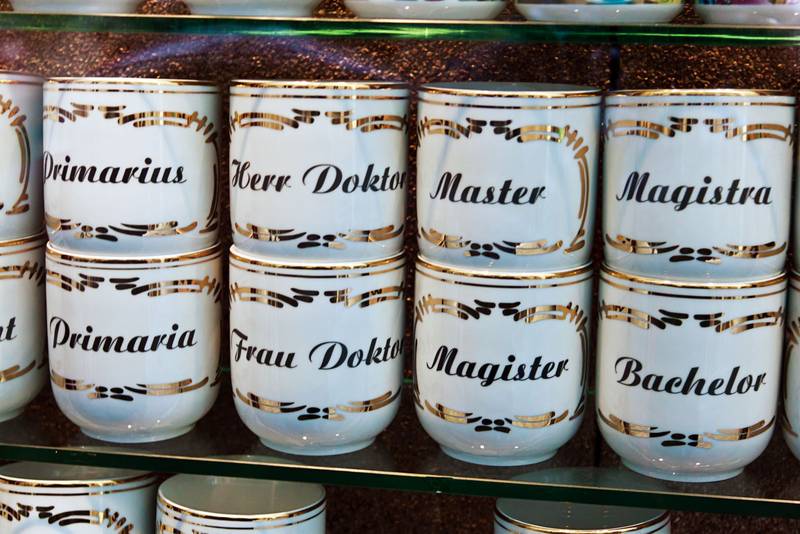 Primarius
Herr Doktor
Master
Magistra
Primaria
Frau Doktor
Magister
Bachelor